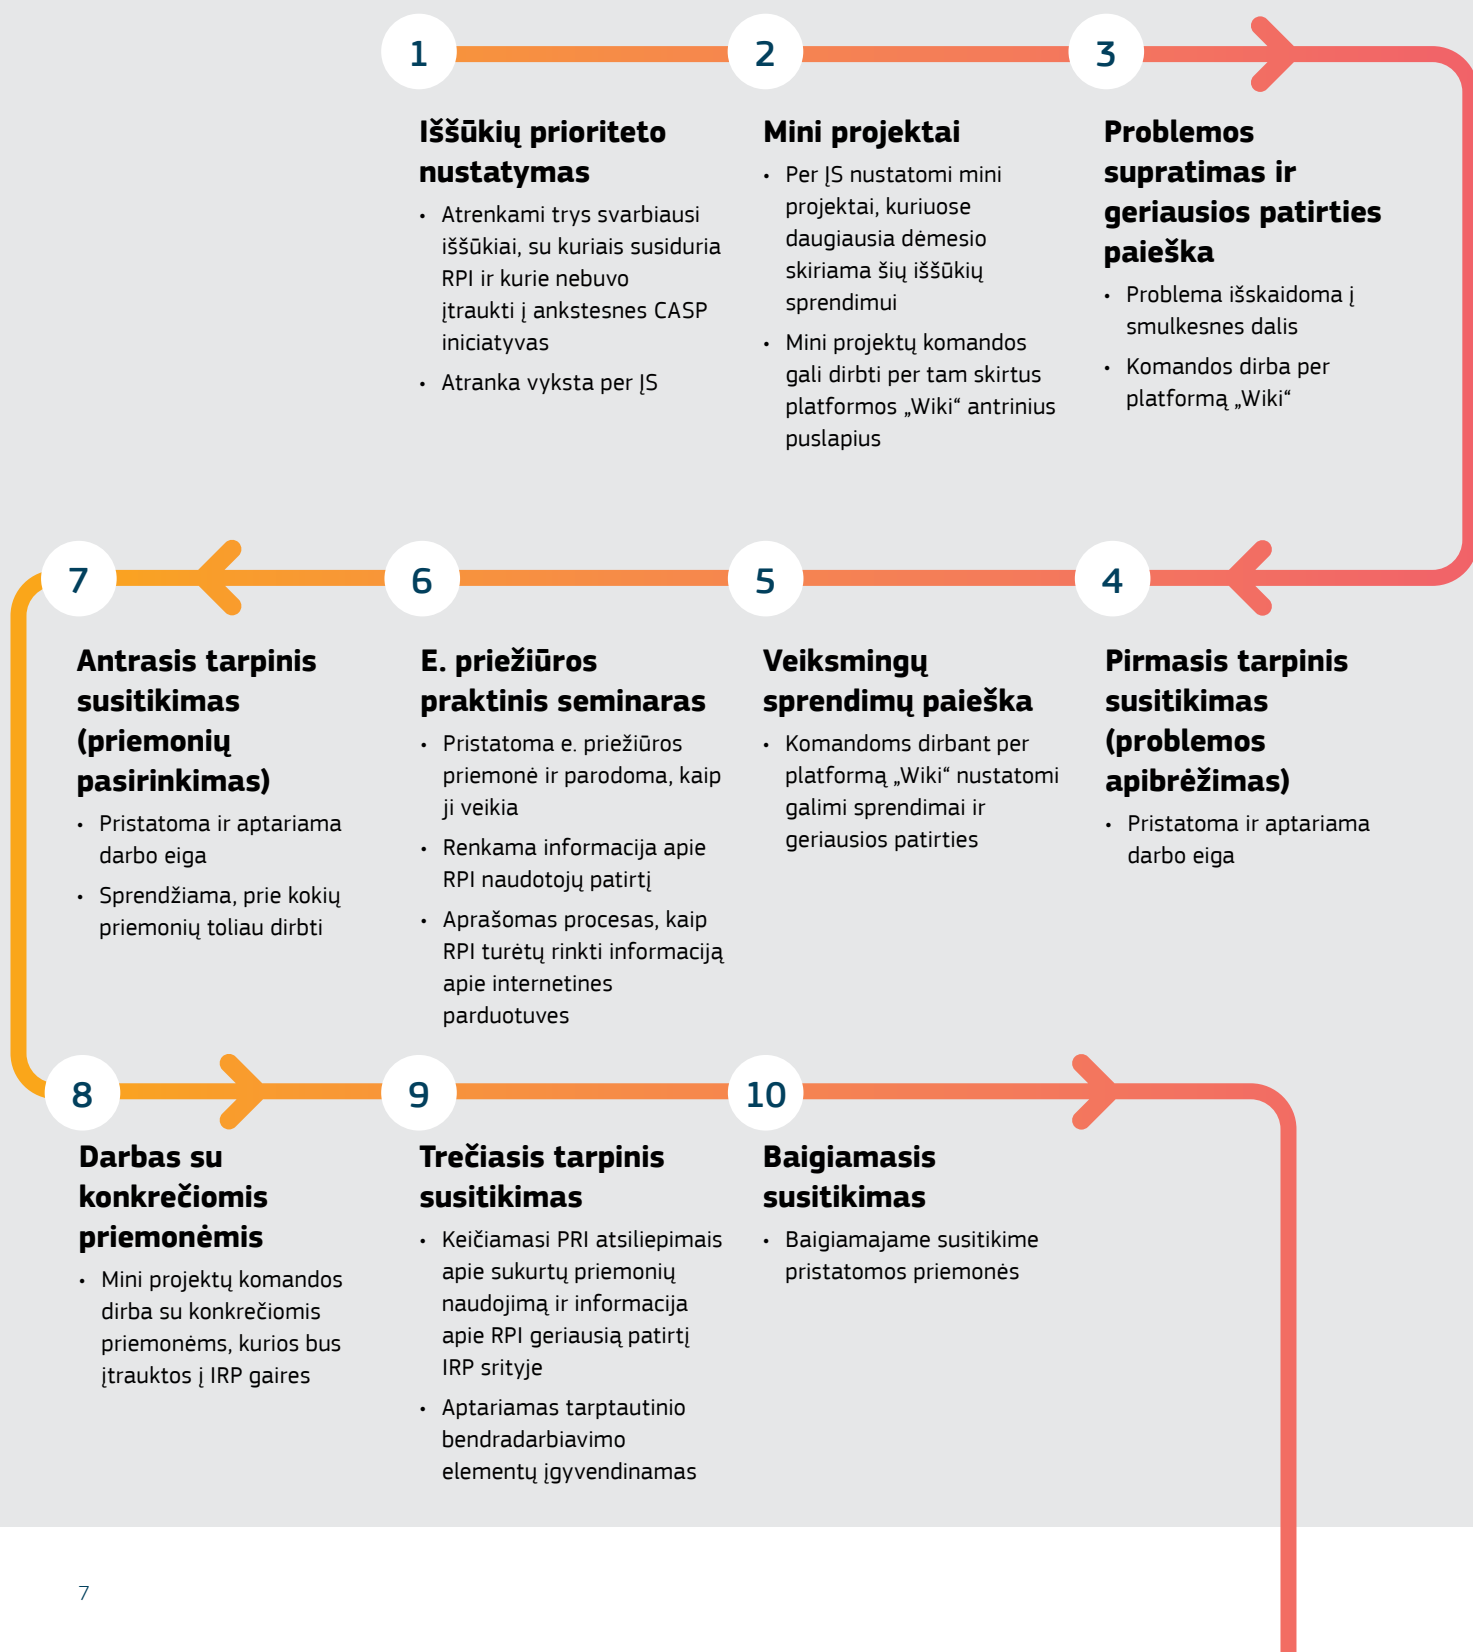 1
Iššūkių prioriteto
nustatymas
• Atrenkami trys svarbiausi
iššūkiai, su kuriais susiduria
RPI ir kurie nebuvo
įtraukti į ankstesnes CASP
iniciatyvas
• Atranka vyksta per ĮS
2
Mini projektai
• Per ĮS nustatomi mini
projektai, kuriuose
daugiausia dėmesio
skiriama šių iššūkių
sprendimui
• Mini projektų komandos
gali dirbti per tam skirtus
platformos „Wiki“ antrinius
puslapius
3
Problemos
supratimas ir
geriausios patirties
paieška
• Problema išskaidoma į
smulkesnes dalis
• Komandos dirba per
platformą „Wiki“
4
Pirmasis tarpinis
susitikimas
(problemos
apibrėžimas)
• Pristatoma ir aptariama
darbo eiga
5
Veiksmingų
sprendimų paieška
• Komandoms dirbant per
platformą „Wiki“ nustatomi
galimi sprendimai ir
geriausios patirties
6
E. priežiūros
praktinis seminaras
• Pristatoma e. priežiūros
priemonė ir parodoma, kaip
ji veikia
• Renkama informacija apie
RPI naudotojų patirtį
• Aprašomas procesas, kaip
RPI turėtų rinkti informaciją
apie internetines
parduotuves
7
Antrasis tarpinis
susitikimas
(priemonių
pasirinkimas)
• Pristatoma ir aptariama
darbo eiga
• Sprendžiama, prie kokių
priemonių toliau dirbti
8
Darbas su
konkrečiomis
priemonėmis
• Mini projektų komandos
dirba su konkrečiomis
priemonėms, kurios bus
įtrauktos į IRP gaires
9
Trečiasis tarpinis
susitikimas
• Keičiamasi PRI atsiliepimais
apie sukurtų priemonių
naudojimą ir informacija
apie RPI geriausią patirtį
IRP srityje
• Aptariamas tarptautinio
bendradarbiavimo
elementų įgyvendinamas
10
Baigiamasis
susitikimas
• Baigiamajame susitikime
pristatomos priemonės
7